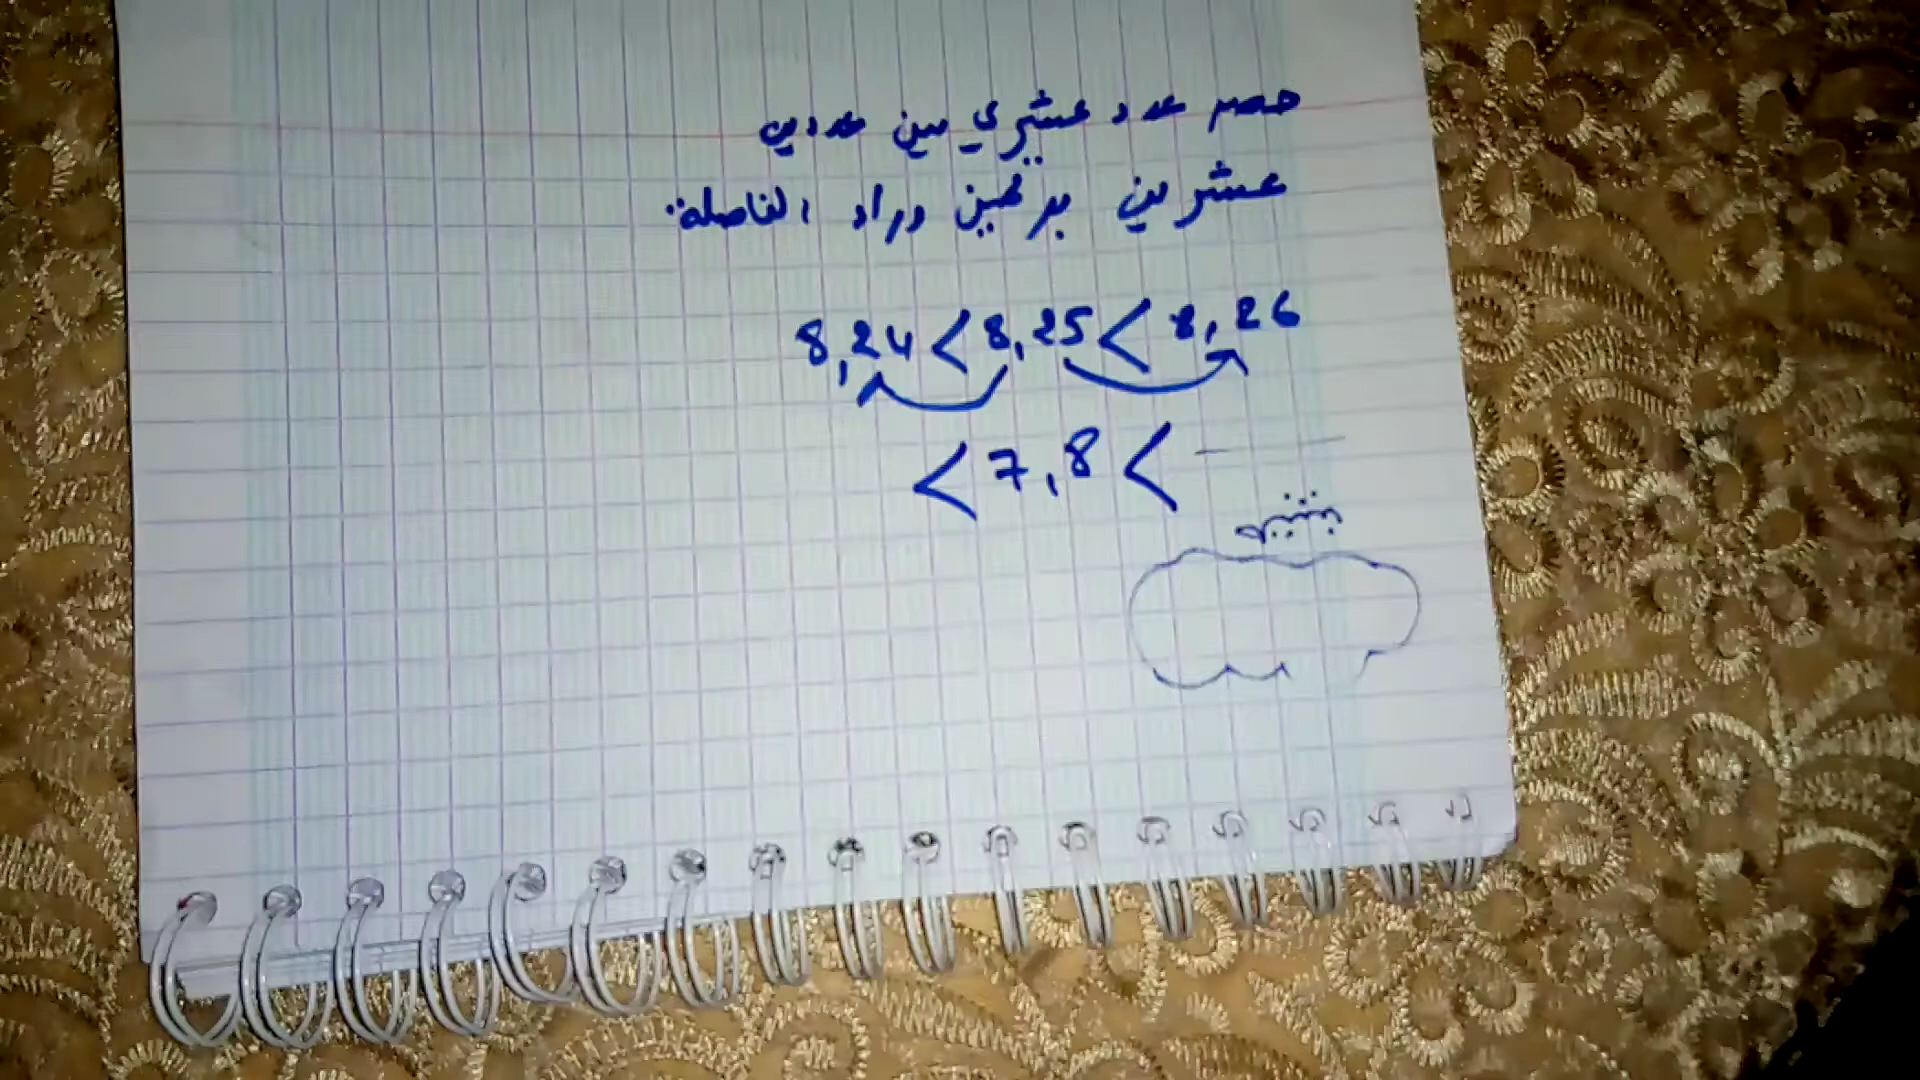 حصر عدد عشري بين عددين
عشريين برقمين وراء الفاصلة:
8,24 < 8,25 < 8,26
< 7,8 <